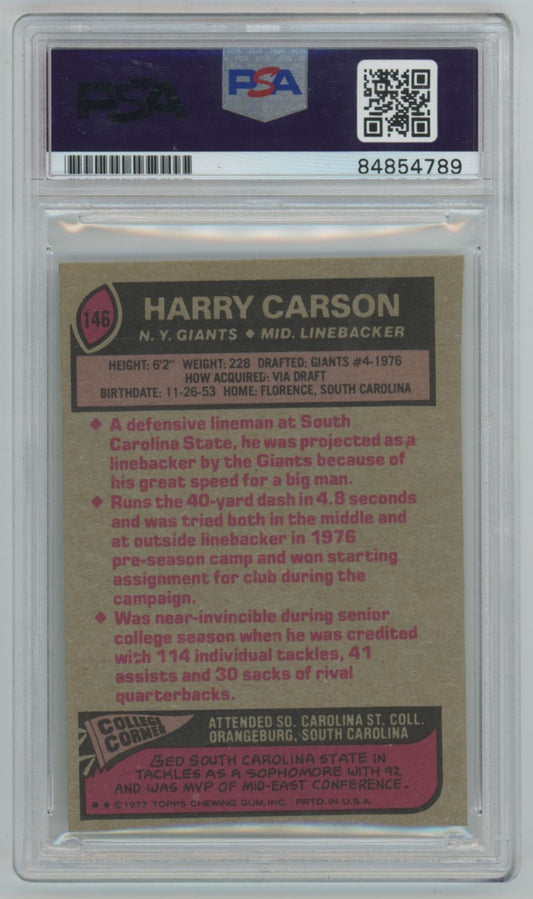 PSA
PSA
84854789
146
HARRY CARSON
N.Y. GIANTS ◆ MID. LINEBACKER
HEIGHT: 6'2" WEIGHT: 228 DRAFTED: GIANTS #4-1976
HOW ACQUIRED: VIA DRAFT
BIRTHDATE: 11-26-53 HOME: FLORENCE, SOUTH CAROLINA
◆ A defensive lineman at South
Carolina State, he was projected as a
linebacker by the Giants because of
his great speed for a big man.
◆ Runs the 40-yard dash in 4.8 seconds
and was tried both in the middle and
at outside linebacker in 1976
pre-season camp and won starting
assignment for club during the
campaign.
◆ Was near-invincible during senior
college season when he was credited
with 114 individual tackles, 41
assists and 30 sacks of rival
quarterbacks.
COLLEGE
CORNER
ATTENDED SO. CAROLINA ST. COLL.
ORANGEBURG, SOUTH CAROLINA
LED SOUTH CAROLINA STATE IN
TACKLES AS A SOPHOMORE WITH 92
AND WAS MVP OF MID-EAST CONFERENCE.
** © 1977 TOPPS CHEWING GUM, INC. PRTD. IN U.S.A.